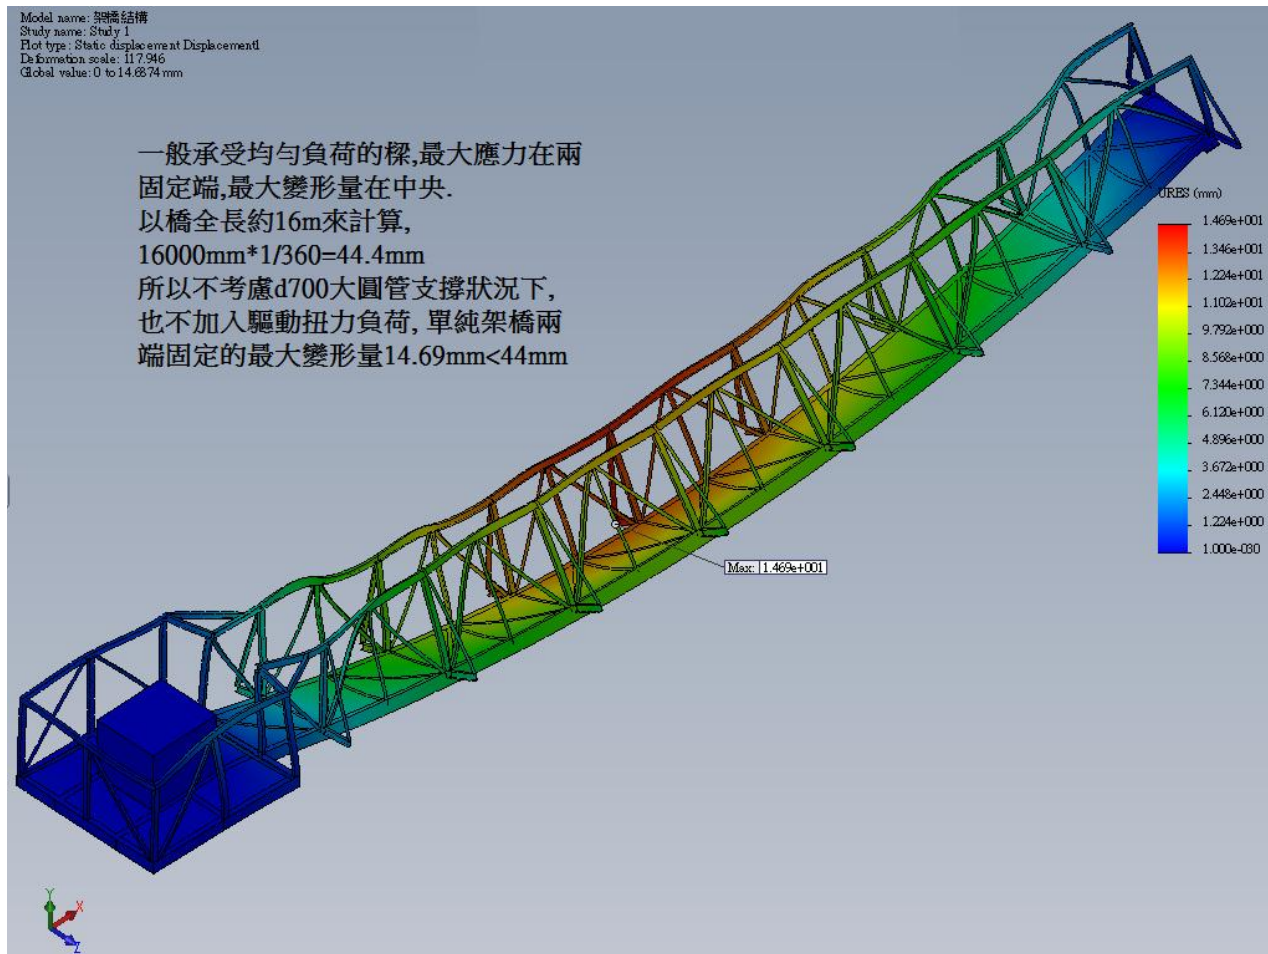 Model name: 架橋結構
Study name: Study 1
Plot type: Static displacement Displacement1
Deformation scale: 117.946
Global value: 0 to 14.6874 mm
一般承受均勻負荷的樑,最大應力在兩
固定端,最大變形量在中央.
以橋全長約16m來計算,
16000mm*1/360=44.4mm
所以不考慮d700大圓管支撐狀況下,
也不加入驅動扭力負荷, 單純架橋兩
端固定的最大變形量14.69mm<44mm
URES (mm)
1.469e+001
1.346e+001
1.224e+001
1.102e+001
9.792e+000
8.568e+000
7.344e+000
6.120e+000
4.896e+000
3.672e+000
2.448e+000
1.224e+000
1.000e-030
Max: 1.469e+001
Y
X
Z